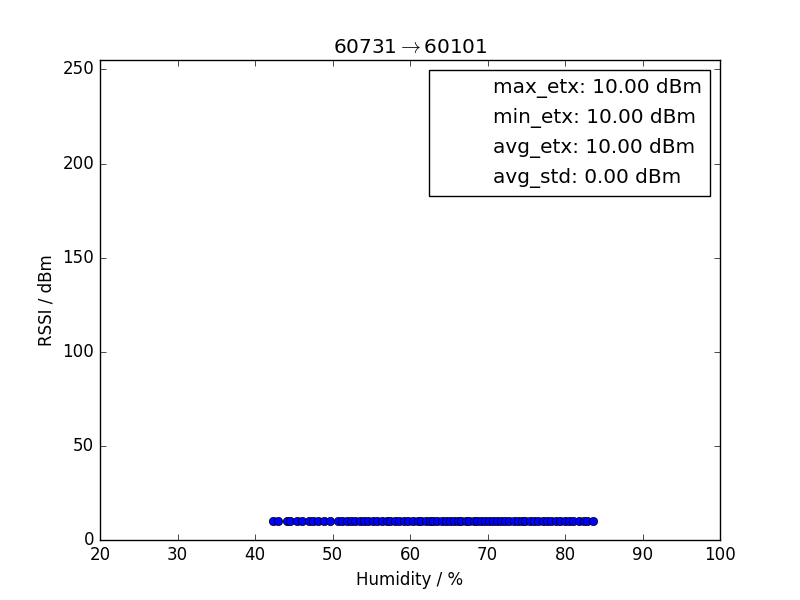 60731→60101
max_etx: 10.00 dBm
min_etx: 10.00 dBm
avg_etx: 10.00 dBm
avg_std: 0.00 dBm
250
200
150
100
50
0
RSSI / dBm
20 30 40 50 60 70 80 90 100
Humidity / %